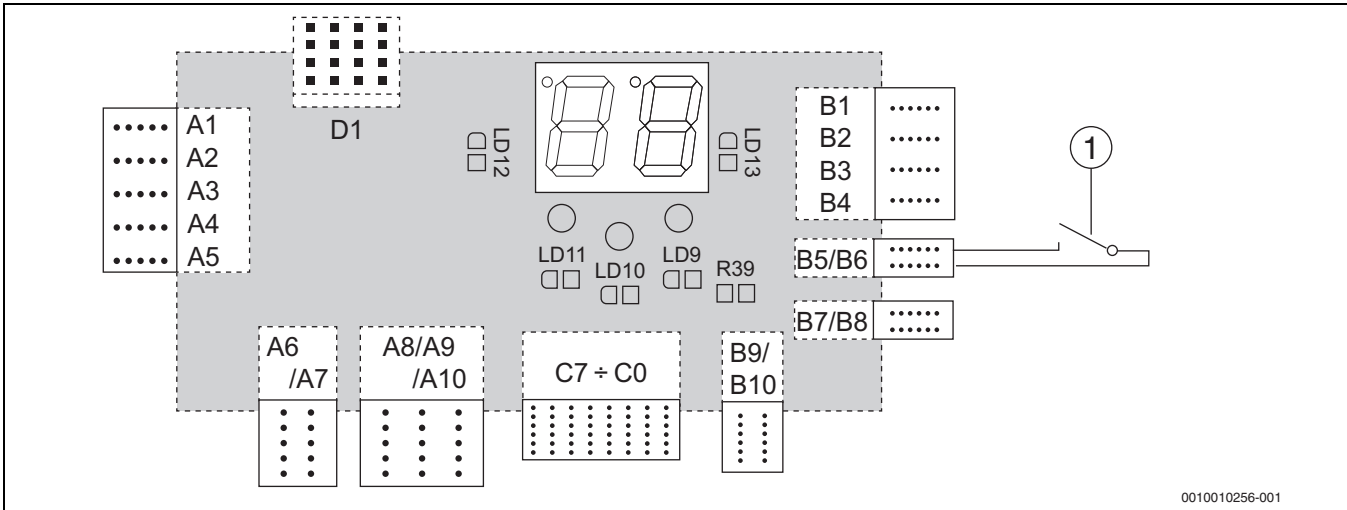 D1
A1
A2
A3
A4
A5
LD12
LD13
LD11
LD10
LD9
R39
B1
B2
B3
B4
B5/B6
B7/B8
1
A6
/A7
A8/A9
/A10
C7 ÷ C0
B9/
B10
0010010256-001